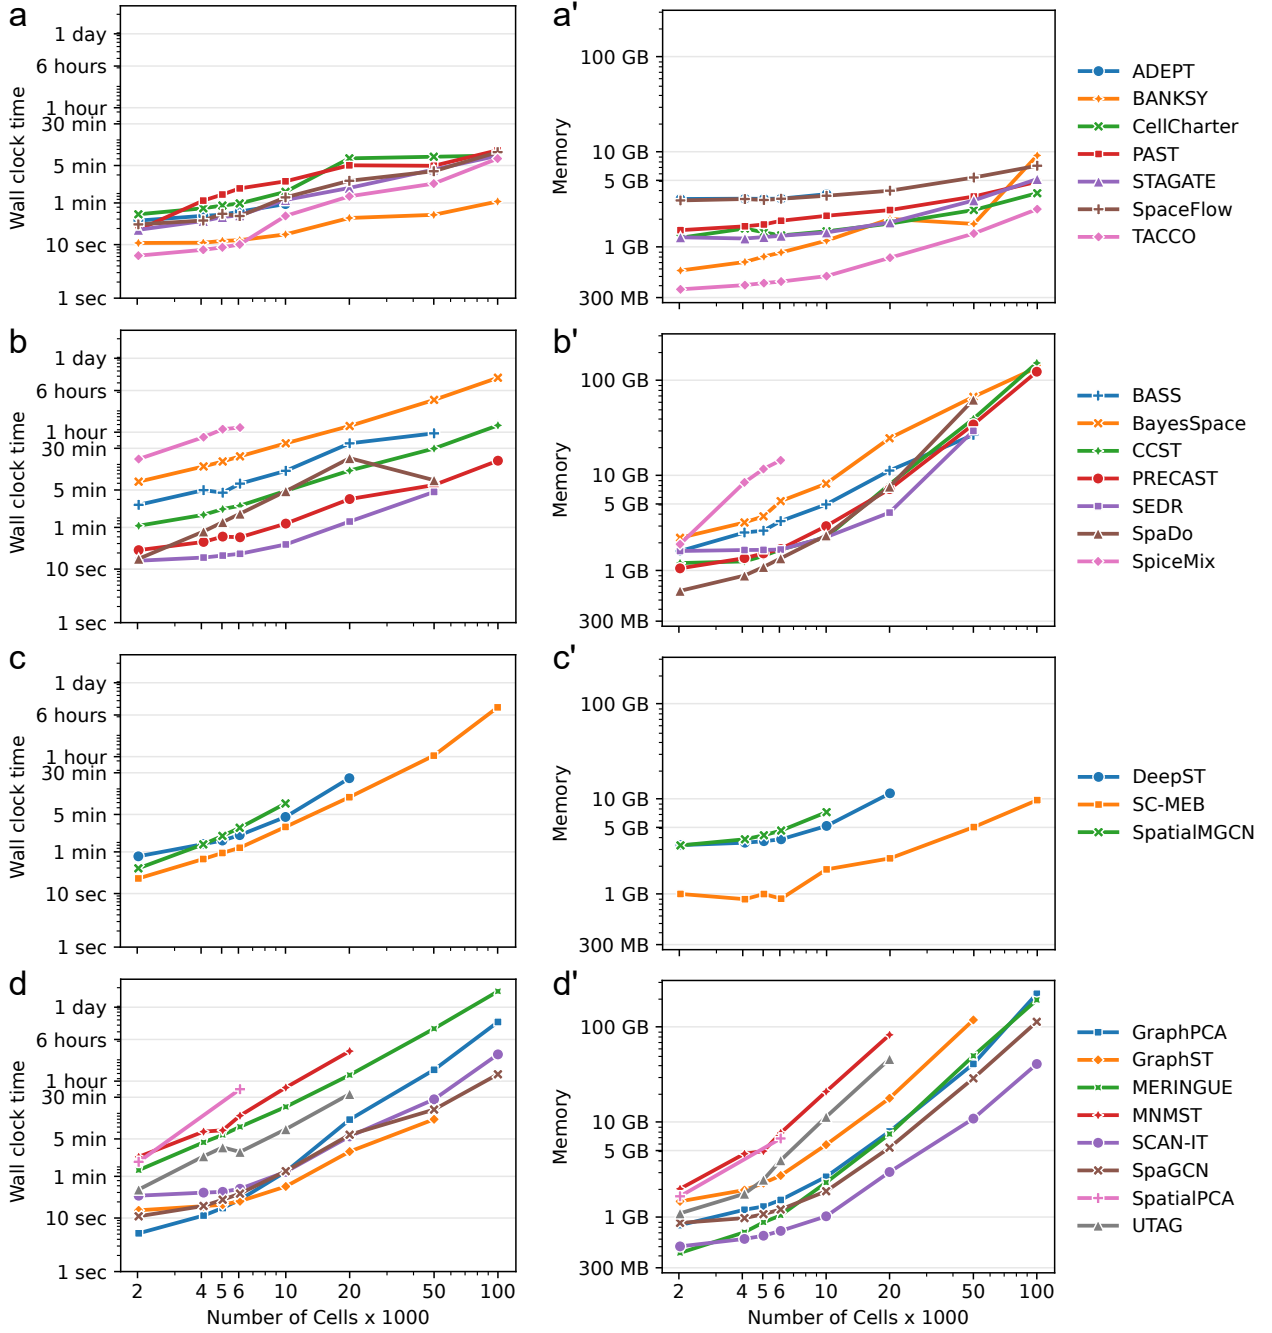 a
Wall clock time
1 day
6 hours
1 hour
30 min
5 min
1 min
10 sec
1 sec
a'
Memory
100 GB
10 GB
5 GB
1 GB
300 MB
ADEPT
BANKSY
CellCharter
PAST
STAGATE
SpaceFlow
TACCO
b
Wall clock time
1 day
6 hours
1 hour
30 min
5 min
1 min
10 sec
1 sec
b'
Memory
100 GB
10 GB
5 GB
1 GB
300 MB
BASS
BayesSpace
CCST
PRECAST
SEDR
SpaDo
SpiceMix
c
Wall clock time
1 day
6 hours
1 hour
30 min
5 min
1 min
10 sec
1 sec
c'
Memory
100 GB
10 GB
5 GB
1 GB
300 MB
DeepST
SC-MEB
SpatialMGCN
d
Wall clock time
1 day
6 hours
1 hour
30 min
5 min
1 min
10 sec
1 sec
2 4 5 6 10 20 50 100
Number of Cells x 1000
d'
Memory
100 GB
10 GB
5 GB
1 GB
300 MB
2 4 5 6 10 20 50 100
Number of Cells x 1000
GraphPCA
GraphST
MERINGUE
MNMST
SCAN-IT
SpaGCN
SpatialPCA
UTAG